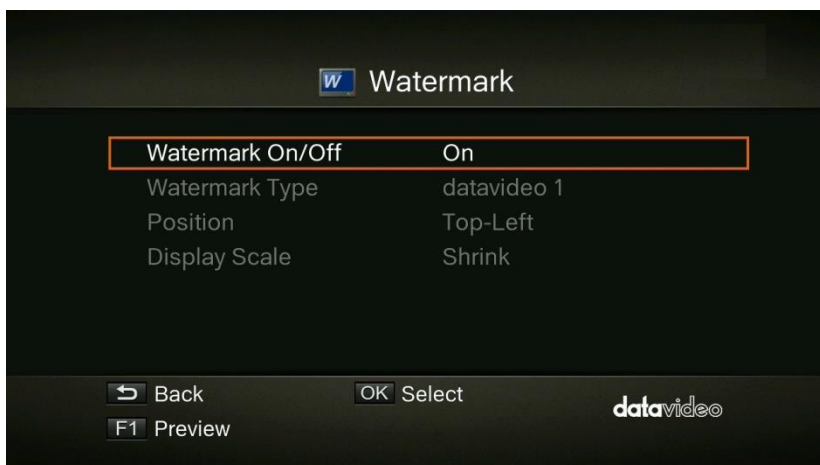 W Watermark
Watermark On/Off On
Watermark Type datavideo 1
Position Top-Left
Display Scale Shrink
Back OK Select
datavideo
F1 Preview